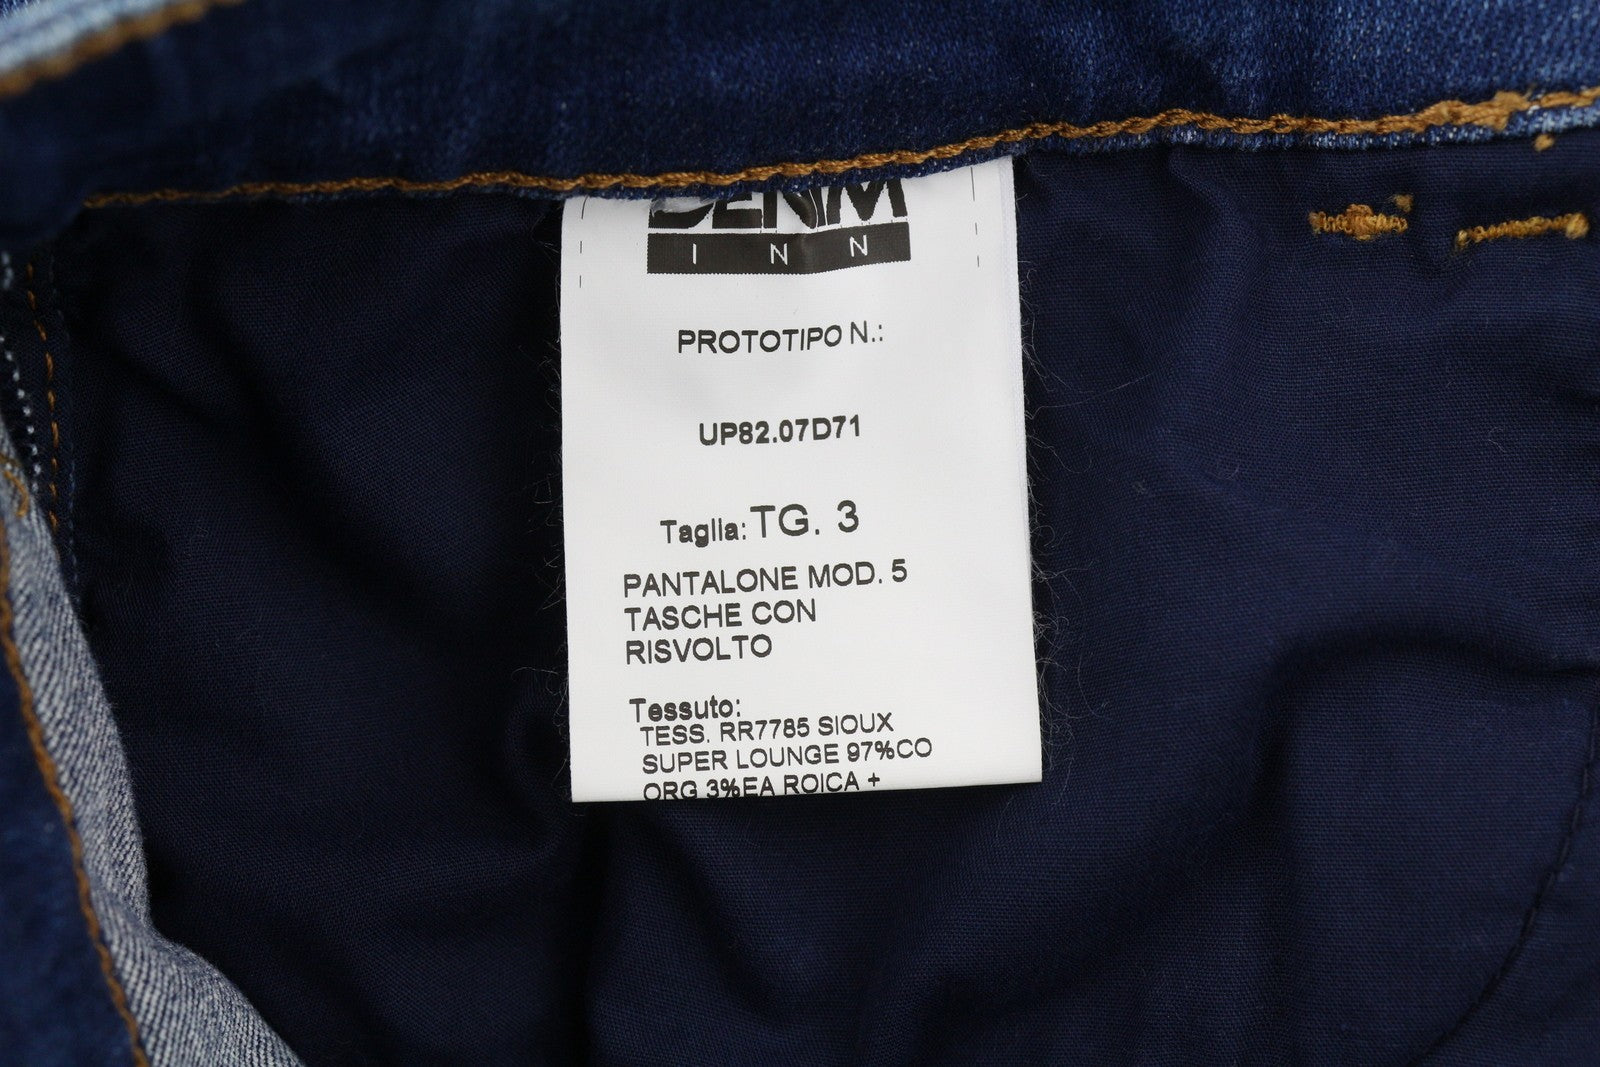 DENIM
INN
PROTOTIPO N.:
UP82.07D71
Taglia: TG. 3
PANTALONE MOD. 5
TASCHE CON
RISVOLTO
Tessuto:
TESS. RR7785 SIOUX
SUPER LOUNGE 97%CO
ORG 3%EA ROICA +